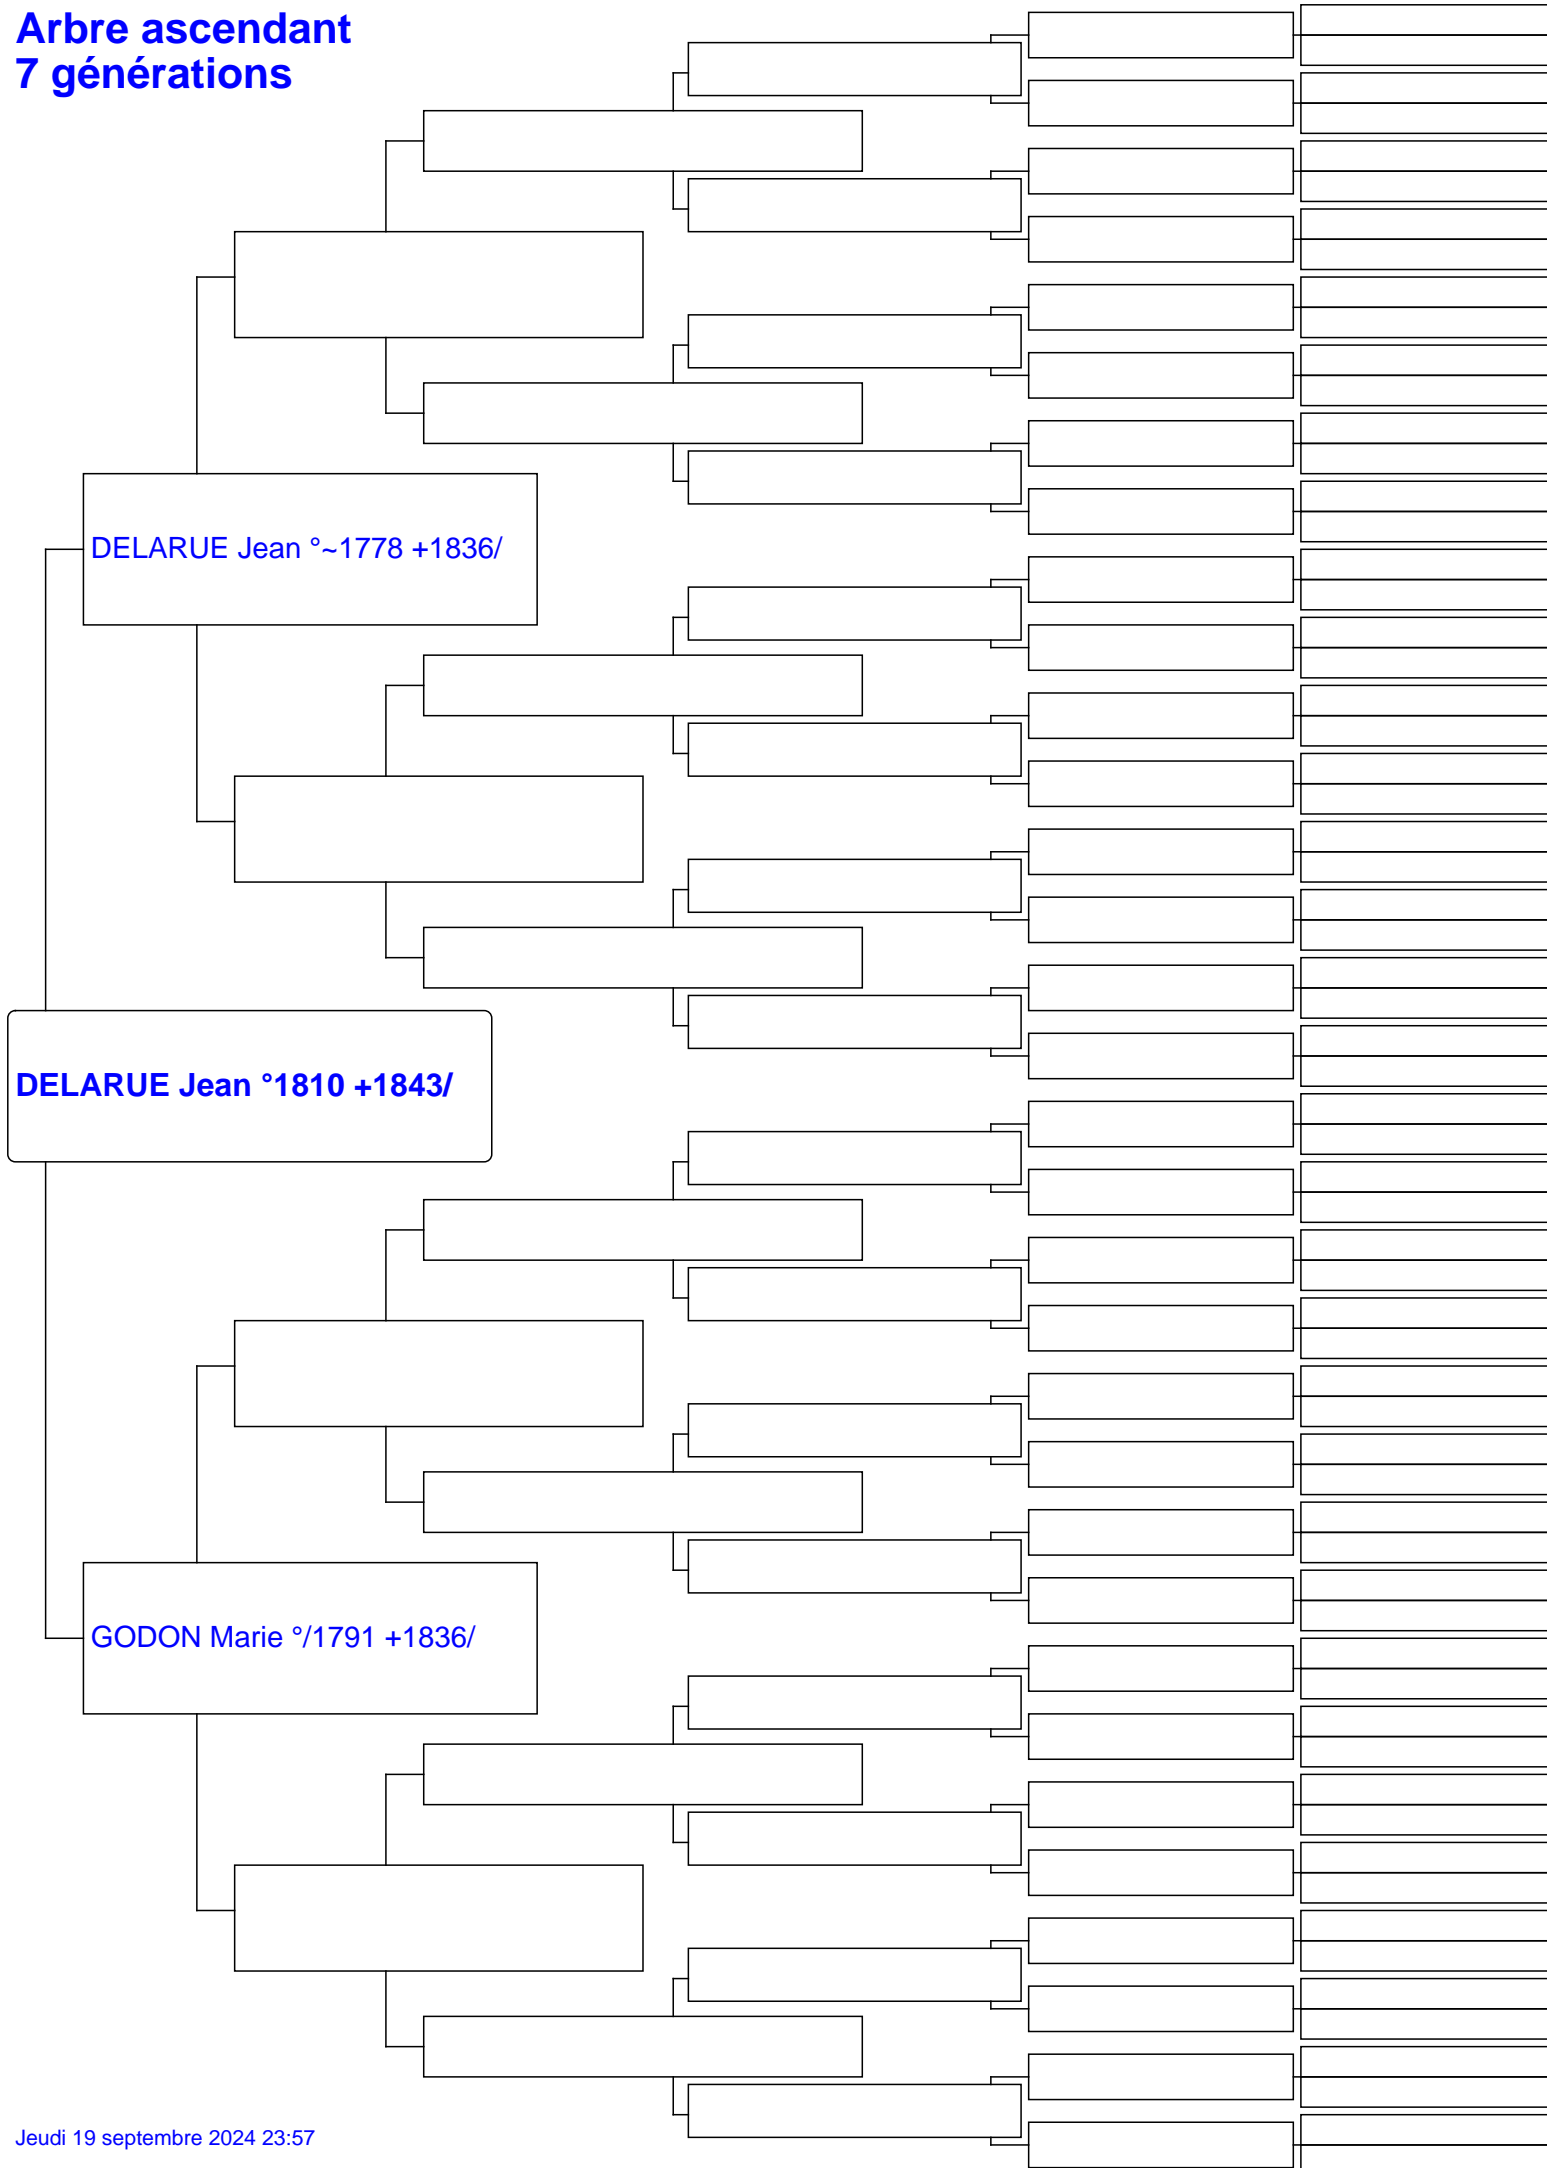 Arbre ascendant
7 générations
DELARUE Jean °~1778 +1836/
DELARUE Jean °1810 +1843/
GODON Marie °/1791 +1836/
Jeudi 19 septembre 2024 23:57